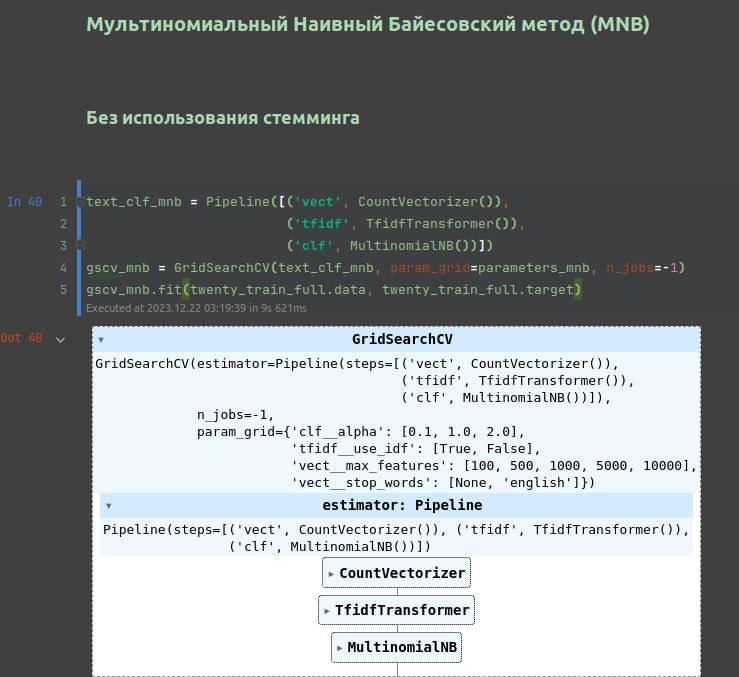 Мультиномиальный Наивный Байесовский метод (MNB)
Без использования стемминга
In 40
1 text_clf_mnb = Pipeline([('vect', CountVectorizer()),
2 ('tfidf', TfidfTransformer()),
3 ('clf', MultinomialNB())])
4 gscv_mnb = GridSearchCV(text_clf_mnb, param_grid=parameters_mnb, n_jobs=-1)
5 gscv_mnb.fit(twenty_train_full.data, twenty_train_full.target)
Executed at 2023.12.22 03:19:39 in 9s 621ms
Out 40
GridSearchCV
GridSearchCV(estimator=Pipeline(steps=[('vect', CountVectorizer()),
('tfidf', TfidfTransformer()),
('clf', MultinomialNB())]),
n_jobs=-1,
param_grid={'clf__alpha': [0.1, 1.0, 2.0],
'tfidf__use_idf': [True, False],
'vect__max_features': [100, 500, 1000, 5000, 10000],
'vect__stop_words': [None, 'english']})
estimator: Pipeline
Pipeline(steps=[('vect', CountVectorizer()), ('tfidf', TfidfTransformer()),
('clf', MultinomialNB())])
CountVectorizer
TfidfTransformer
MultinomialNB